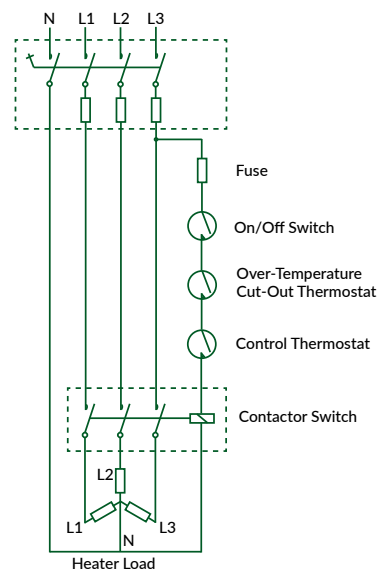 N L1 L2 L3
Fuse
On/Off Switch
Over-Temperature
Cut-Out Thermostat
Control Thermostat
Contactor Switch
L2
L1 L3
N
Heater Load